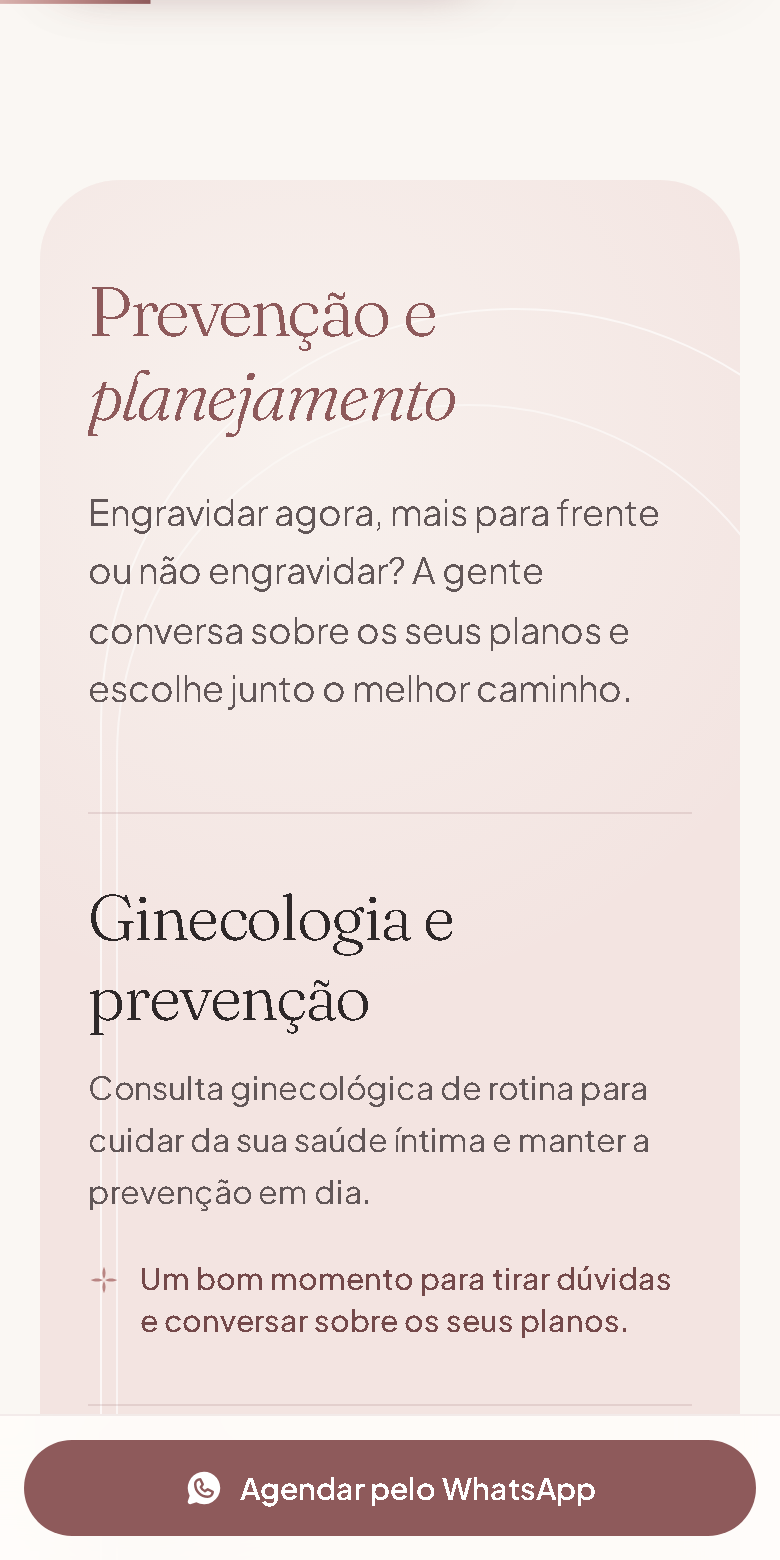 Prevenção e
planejamento
Engravidar agora, mais para frente
ou não engravidar? A gente
conversa sobre os seus planos e
escolhe junto o melhor caminho.
Ginecologia e
prevenção
Consulta ginecológica de rotina para
cuidar da sua saúde íntima e manter a
prevenção em dia.
Um bom momento para tirar dúvidas
e conversar sobre os seus planos.
Agendar pelo WhatsApp